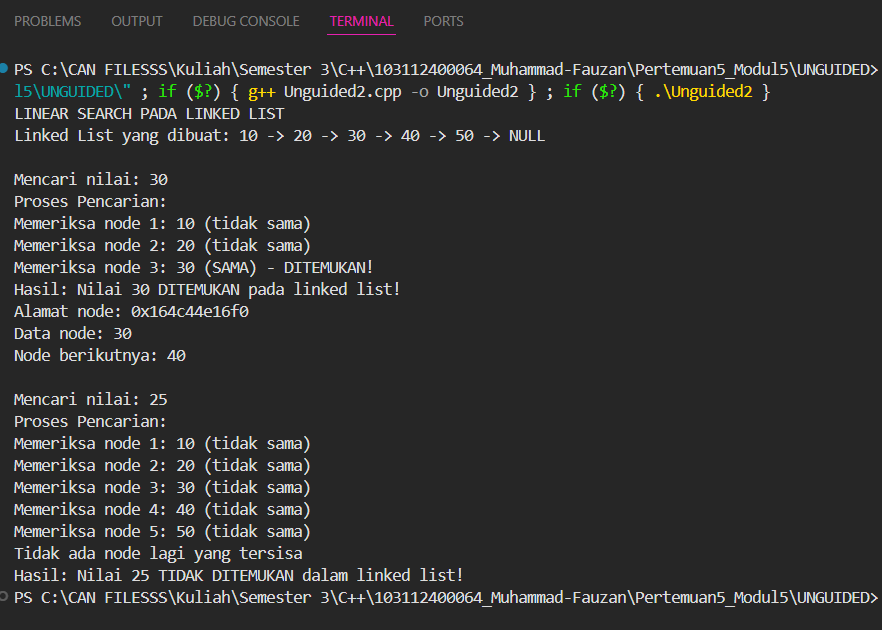 PROBLEMS OUTPUT DEBUG CONSOLE TERMINAL PORTS
PS C:\CAN FILESSS\Kuliah\Semester 3\C++\103112400064_Muhammad-Fauzan\Pertemuan5_Modul5\UNGUIDED>
l5\UNGUIDED\" ; if ($?) { g++ Unguided2.cpp -o Unguided2 } ; if ($?) { .\Unguided2 }
LINEAR SEARCH PADA LINKED LIST
Linked List yang dibuat: 10 -> 20 -> 30 -> 40 -> 50 -> NULL

Mencari nilai: 30
Proses Pencarian:
Memeriksa node 1: 10 (tidak sama)
Memeriksa node 2: 20 (tidak sama)
Memeriksa node 3: 30 (SAMA) - DITEMUKAN!
Hasil: Nilai 30 DITEMUKAN pada linked list!
Alamat node: 0x164c44e16f0
Data node: 30
Node berikutnya: 40

Mencari nilai: 25
Proses Pencarian:
Memeriksa node 1: 10 (tidak sama)
Memeriksa node 2: 20 (tidak sama)
Memeriksa node 3: 30 (tidak sama)
Memeriksa node 4: 40 (tidak sama)
Memeriksa node 5: 50 (tidak sama)
Tidak ada node lagi yang tersisa
Hasil: Nilai 25 TIDAK DITEMUKAN dalam linked list!
PS C:\CAN FILESSS\Kuliah\Semester 3\C++\103112400064_Muhammad-Fauzan\Pertemuan5_Modul5\UNGUIDED>